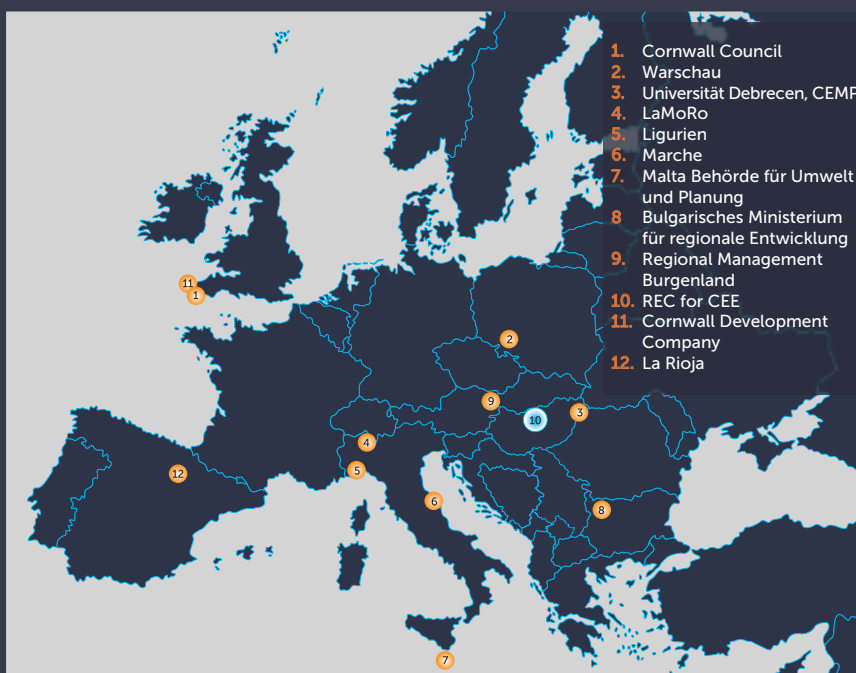 1. Cornwall Council
2. Warschau
3. Universität Debrecen, CEMP
4. LaMoRo
5. Ligurien
6. Marche
7. Malta Behörde für Umwelt
und Planung
8 Bulgarisches Ministerium
für regionale Entwicklung
9. Regional Management
Burgenland
10. REC for CEE
11. Cornwall Development
Company
12. La Rioja
11
1
2
9
10
3
4
5
12
6
8
7